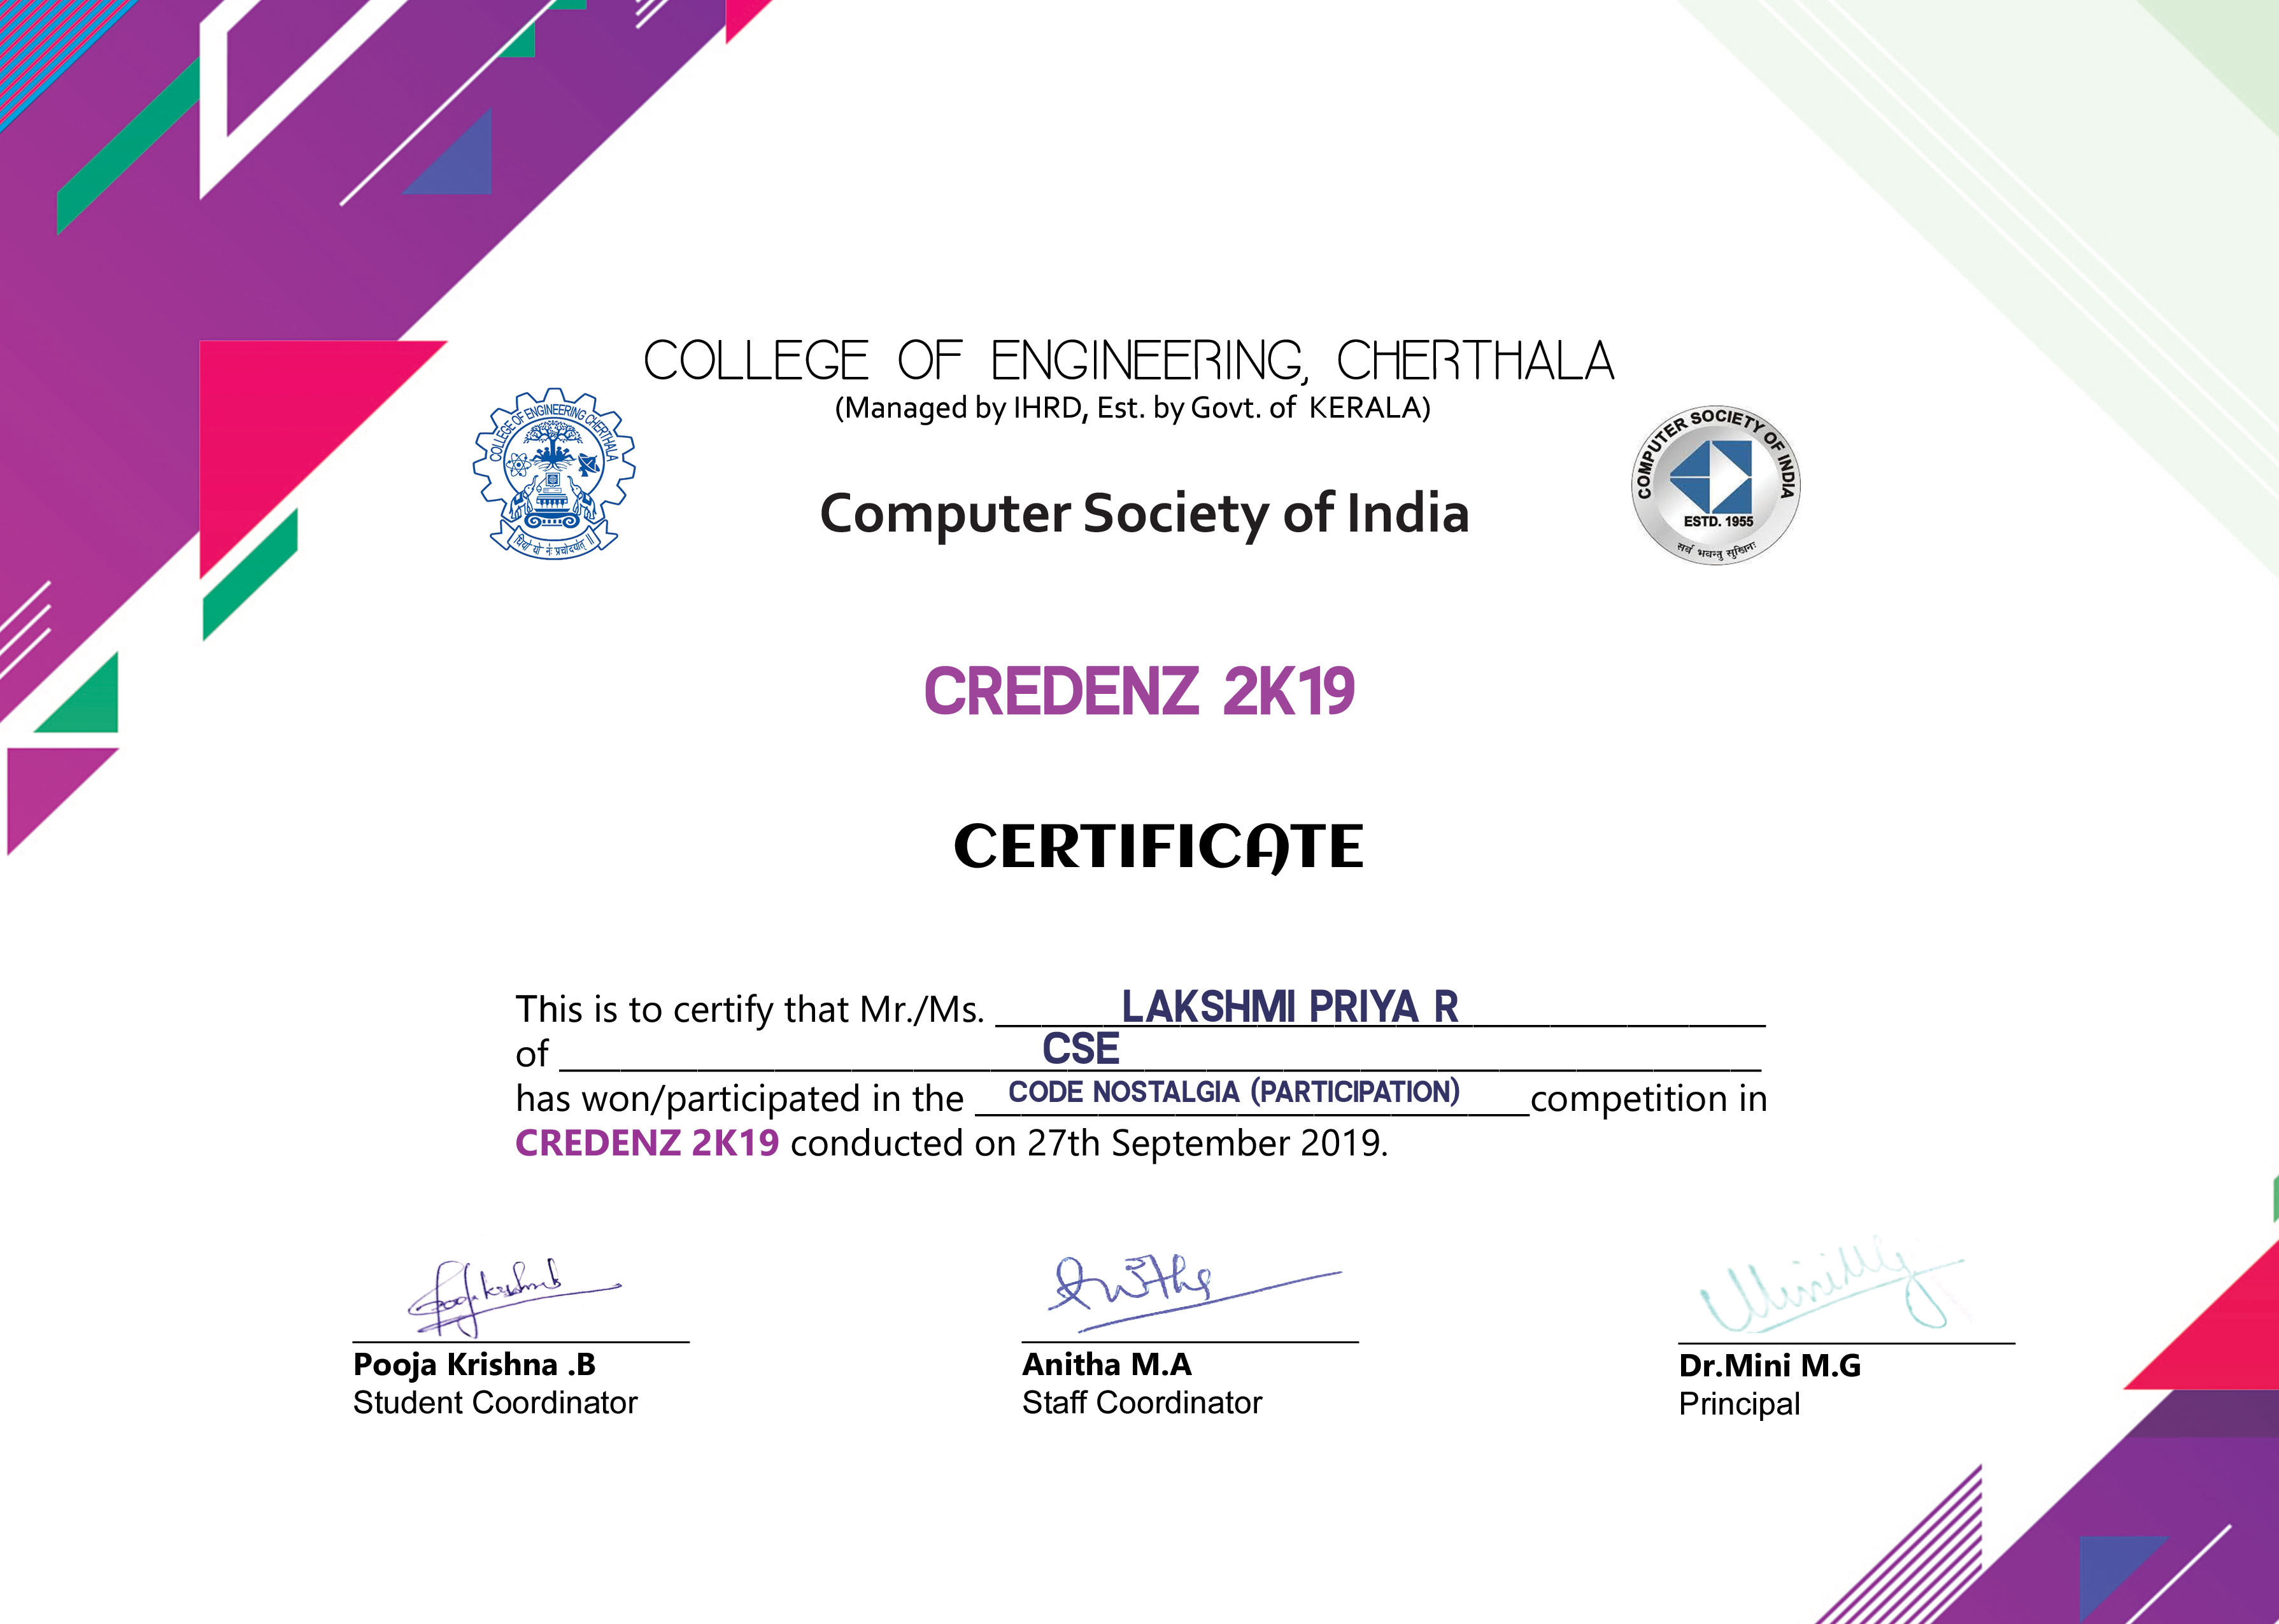 COLLEGE OF ENGINEERING, CHERTHALA
(Managed by IHRD, Est. by Govt. of KERALA)
COLLEGE OF ENGINEERING CHERTHALA
धियो यो नः प्रचोदयात् ॥
Computer Society of India
COMPUTER SOCIETY OF INDIA
ESTD. 1955
सर्वे भवन्तु सुखिनः
CREDENZ 2K19
CERTIFICATE
This is to certify that Mr./Ms. LAKSHMI PRIYA R
of CSE
has won/participated in the CODE NOSTALGIA (PARTICIPATION) competition in
CREDENZ 2K19 conducted on 27th September 2019.
Pooja Krishna .B
Student Coordinator
Anitha
Anitha M.A
Staff Coordinator
Dr.Mini M.G
Principal